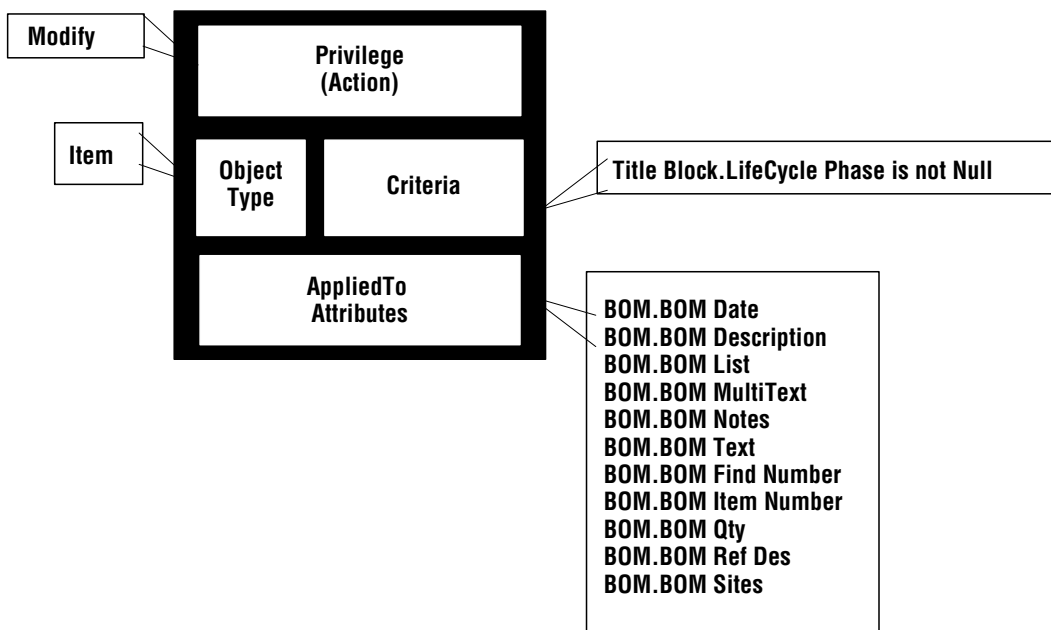 Modify
Privilege
(Action)
Item
Object
Type
Criteria
Title Block.LifeCycle Phase is not Null
AppliedTo
Attributes
BOM.BOM Date
BOM.BOM Description
BOM.BOM List
BOM.BOM MultiText
BOM.BOM Notes
BOM.BOM Text
BOM.BOM Find Number
BOM.BOM Item Number
BOM.BOM Qty
BOM.BOM Ref Des
BOM.BOM Sites